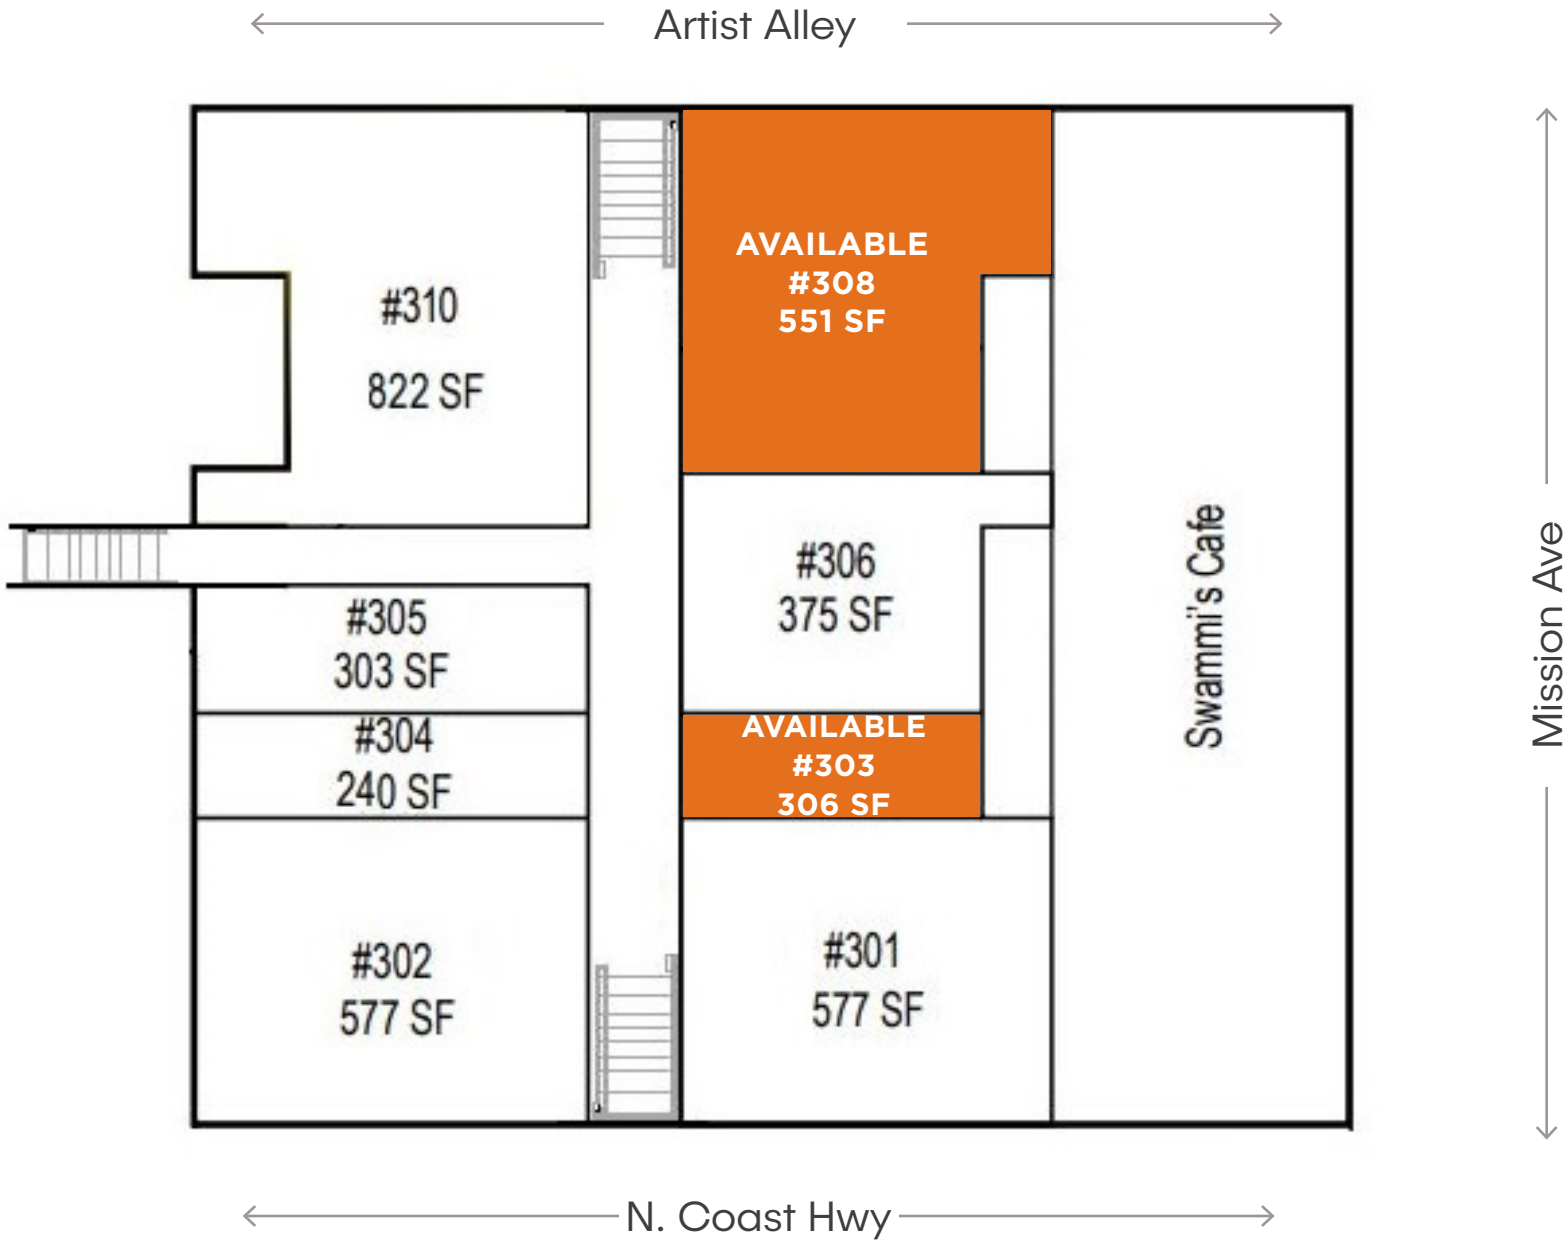 Artist Alley
AVAILABLE
#308
551 SF
#310
822 SF
#306
375 SF
#305
303 SF
#304
240 SF
AVAILABLE
#303
306 SF
#302
577 SF
#301
577 SF
Swammi's Cafe
Mission Ave
N. Coast Hwy